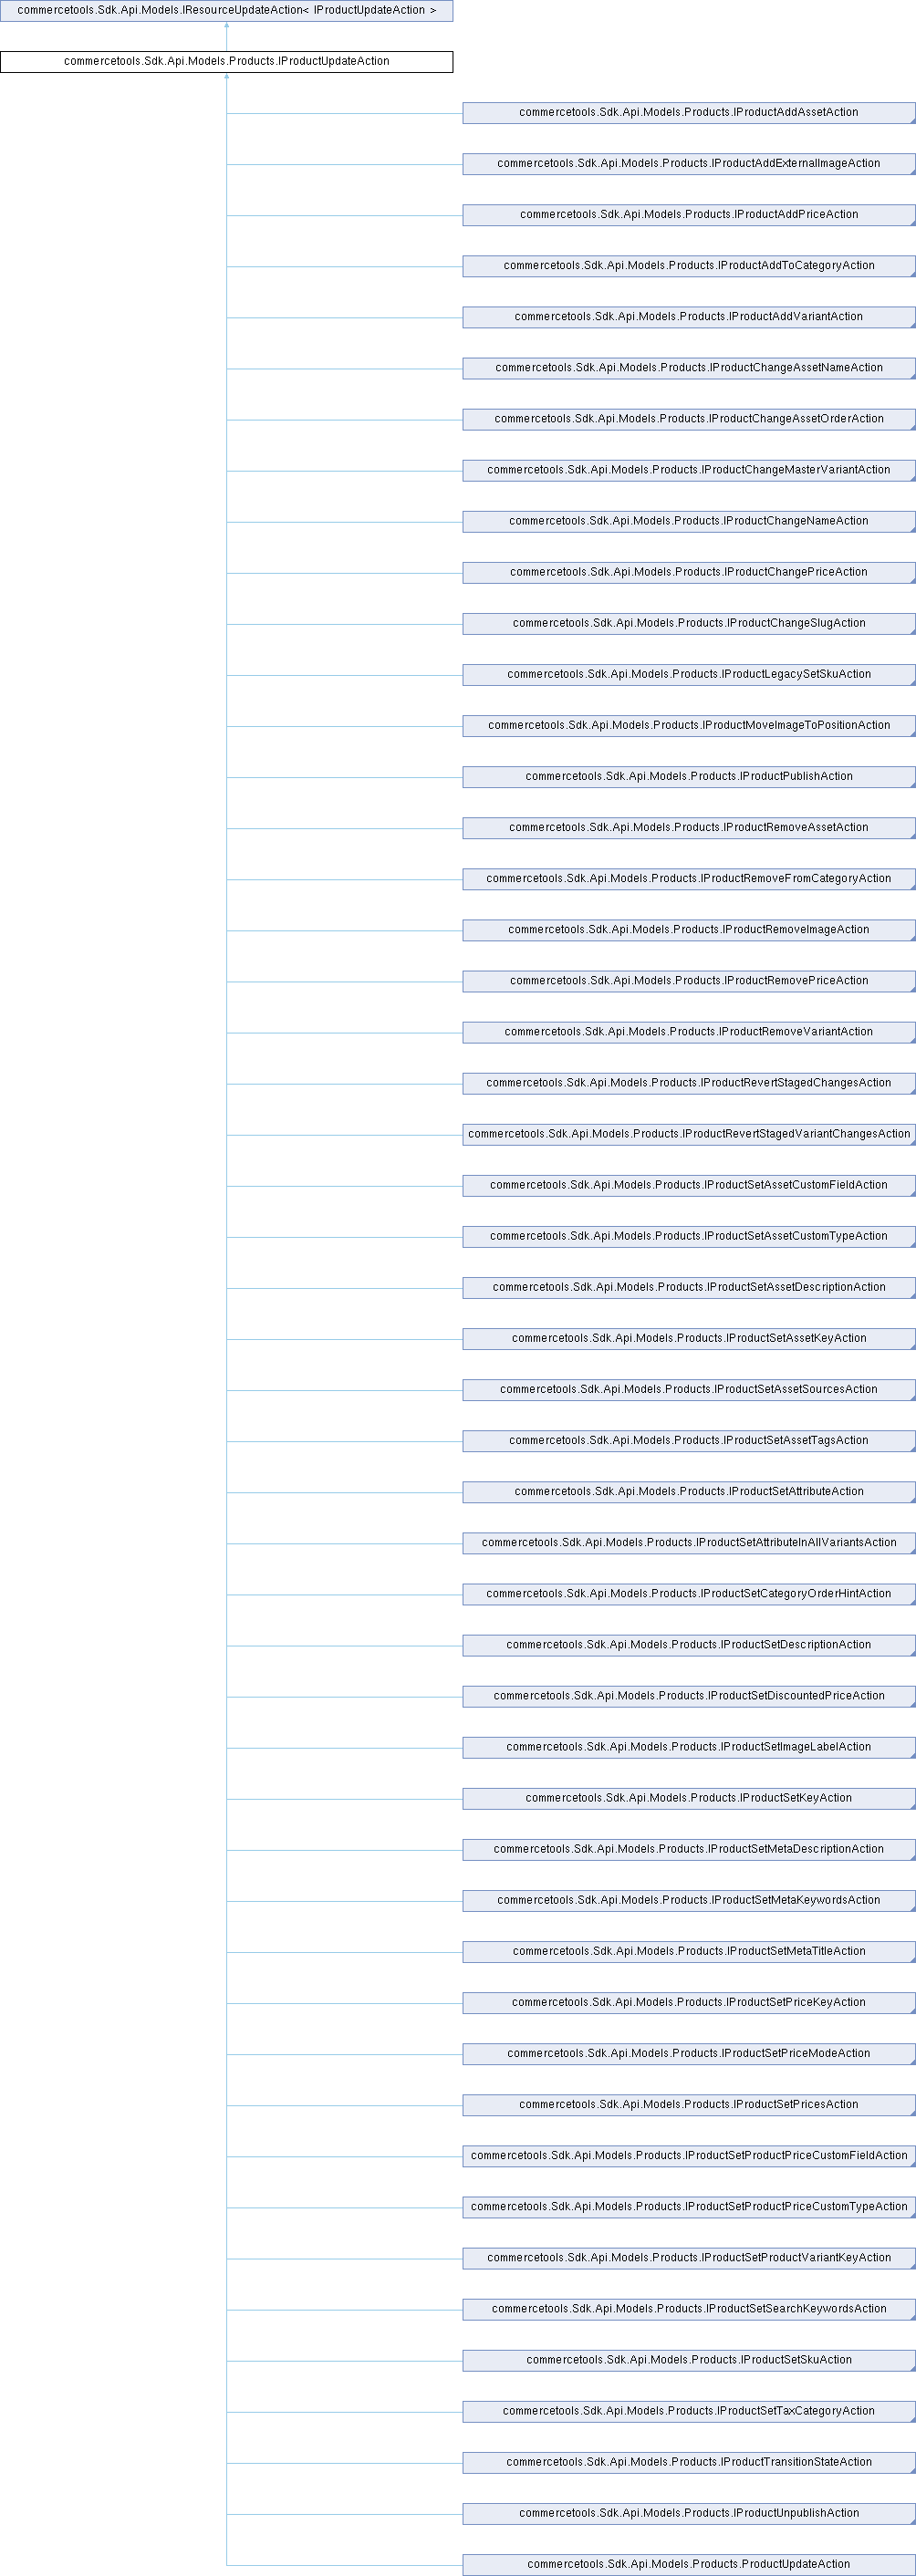 commercetools.Sdk.Api.Models.IResourceUpdateAction< IProductUpdateAction >
commercetools.Sdk.Api.Models.Products.IProductUpdateAction
commercetools.Sdk.Api.Models.Products.IProductAddAssetAction
commercetools.Sdk.Api.Models.Products.IProductAddExternalImageAction
commercetools.Sdk.Api.Models.Products.IProductAddPriceAction
commercetools.Sdk.Api.Models.Products.IProductAddToCategoryAction
commercetools.Sdk.Api.Models.Products.IProductAddVariantAction
commercetools.Sdk.Api.Models.Products.IProductChangeAssetNameAction
commercetools.Sdk.Api.Models.Products.IProductChangeAssetOrderAction
commercetools.Sdk.Api.Models.Products.IProductChangeMasterVariantAction
commercetools.Sdk.Api.Models.Products.IProductChangeNameAction
commercetools.Sdk.Api.Models.Products.IProductChangePriceAction
commercetools.Sdk.Api.Models.Products.IProductChangeSlugAction
commercetools.Sdk.Api.Models.Products.IProductLegacySetSkuAction
commercetools.Sdk.Api.Models.Products.IProductMoveImageToPositionAction
commercetools.Sdk.Api.Models.Products.IProductPublishAction
commercetools.Sdk.Api.Models.Products.IProductRemoveAssetAction
commercetools.Sdk.Api.Models.Products.IProductRemoveFromCategoryAction
commercetools.Sdk.Api.Models.Products.IProductRemoveImageAction
commercetools.Sdk.Api.Models.Products.IProductRemovePriceAction
commercetools.Sdk.Api.Models.Products.IProductRemoveVariantAction
commercetools.Sdk.Api.Models.Products.IProductRevertStagedChangesAction
commercetools.Sdk.Api.Models.Products.IProductRevertStagedVariantChangesAction
commercetools.Sdk.Api.Models.Products.IProductSetAssetCustomFieldAction
commercetools.Sdk.Api.Models.Products.IProductSetAssetCustomTypeAction
commercetools.Sdk.Api.Models.Products.IProductSetAssetDescriptionAction
commercetools.Sdk.Api.Models.Products.IProductSetAssetKeyAction
commercetools.Sdk.Api.Models.Products.IProductSetAssetSourcesAction
commercetools.Sdk.Api.Models.Products.IProductSetAssetTagsAction
commercetools.Sdk.Api.Models.Products.IProductSetAttributeAction
commercetools.Sdk.Api.Models.Products.IProductSetAttributeInAllVariantsAction
commercetools.Sdk.Api.Models.Products.IProductSetCategoryOrderHintAction
commercetools.Sdk.Api.Models.Products.IProductSetDescriptionAction
commercetools.Sdk.Api.Models.Products.IProductSetDiscountedPriceAction
commercetools.Sdk.Api.Models.Products.IProductSetImageLabelAction
commercetools.Sdk.Api.Models.Products.IProductSetKeyAction
commercetools.Sdk.Api.Models.Products.IProductSetMetaDescriptionAction
commercetools.Sdk.Api.Models.Products.IProductSetMetaKeywordsAction
commercetools.Sdk.Api.Models.Products.IProductSetMetaTitleAction
commercetools.Sdk.Api.Models.Products.IProductSetPriceKeyAction
commercetools.Sdk.Api.Models.Products.IProductSetPriceModeAction
commercetools.Sdk.Api.Models.Products.IProductSetPricesAction
commercetools.Sdk.Api.Models.Products.IProductSetProductPriceCustomFieldAction
commercetools.Sdk.Api.Models.Products.IProductSetProductPriceCustomTypeAction
commercetools.Sdk.Api.Models.Products.IProductSetProductVariantKeyAction
commercetools.Sdk.Api.Models.Products.IProductSetSearchKeywordsAction
commercetools.Sdk.Api.Models.Products.IProductSetSkuAction
commercetools.Sdk.Api.Models.Products.IProductSetTaxCategoryAction
commercetools.Sdk.Api.Models.Products.IProductTransitionStateAction
commercetools.Sdk.Api.Models.Products.IProductUnpublishAction
commercetools.Sdk.Api.Models.Products.ProductUpdateAction